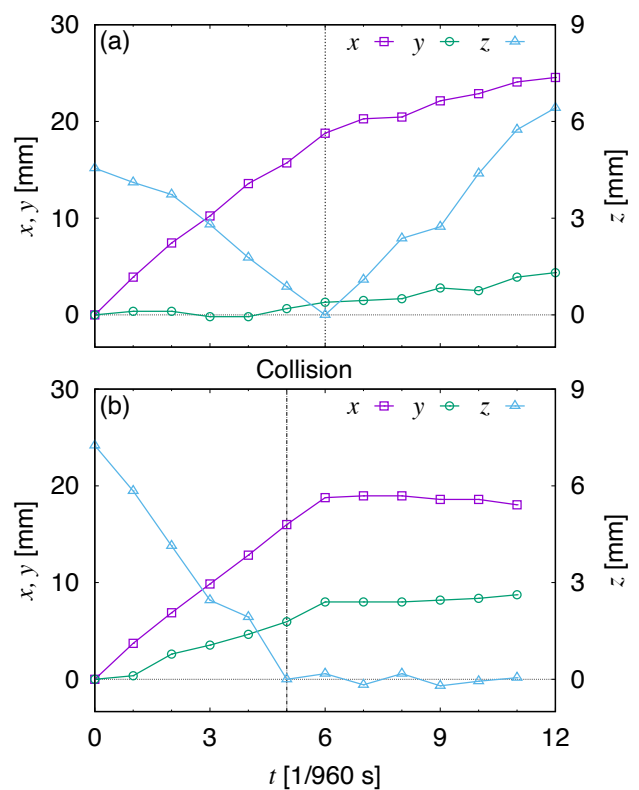 (a)
x y z
30
20
10
0
x, y [mm]
9
6
3
0
z [mm]
Collision
(b)
x y z
30
20
10
0
x, y [mm]
9
6
3
0
z [mm]
0 3 6 9 12
t [1/960 s]